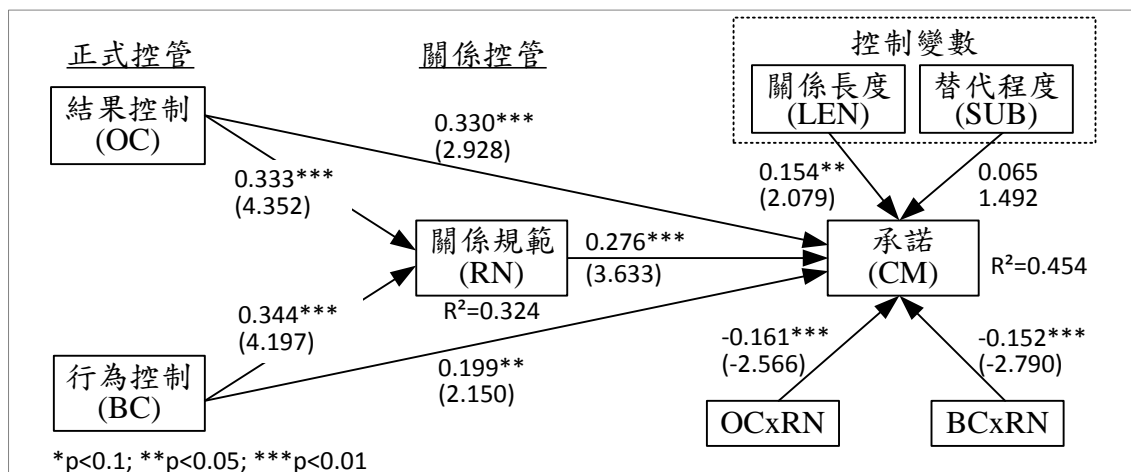 正式控管
關係控管
控制變數
結果控制
(OC)
關係長度
(LEN)
替代程度
(SUB)
0.330***
(2.928)
0.333***
(4.352)
0.154**
(2.079)
0.065
1.492
關係規範
(RN)
R²=0.324
0.276***
(3.633)
承諾
(CM)
R²=0.454
0.344***
(4.197)
0.199**
(2.150)
-0.161***
(-2.566)
-0.152***
(-2.790)
行為控制
(BC)
OCxRN
BCxRN
*p<0.1; **p<0.05; ***p<0.01